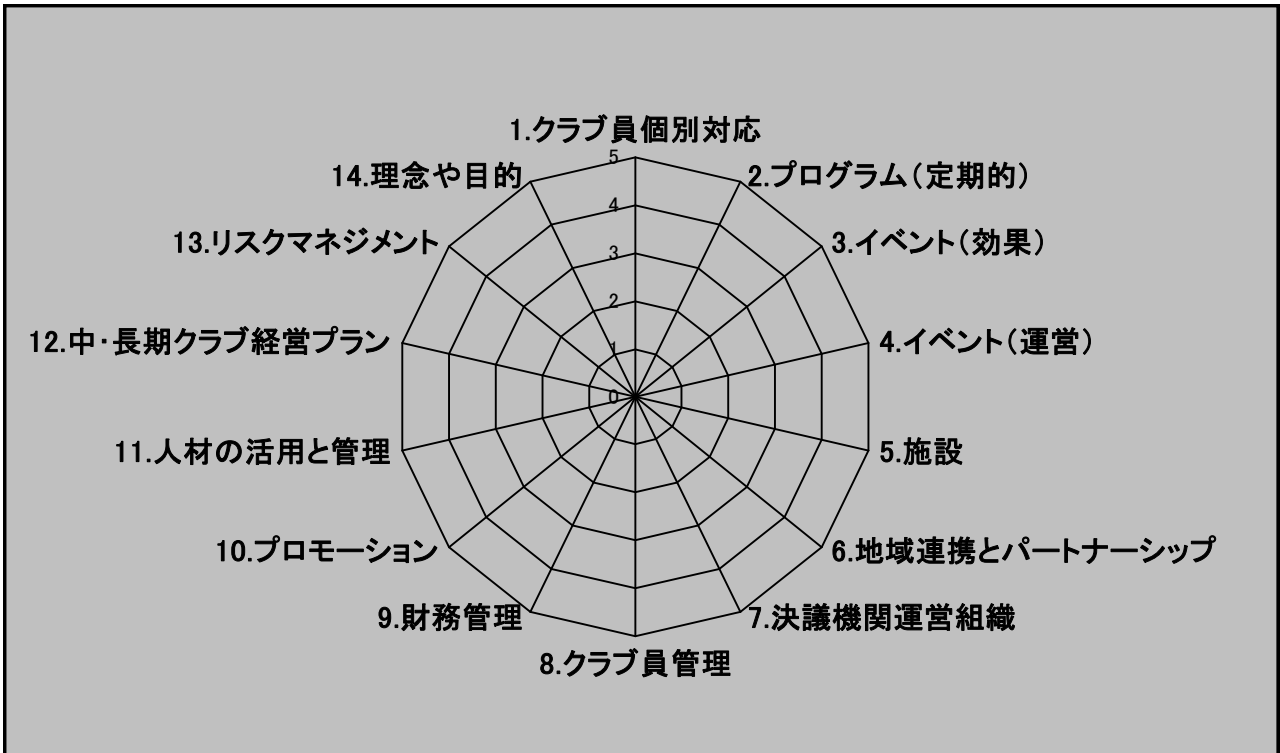 1.クラブ員個別対応
2.プログラム（定期的）
3.イベント（効果）
4.イベント（運営）
5.施設
6.地域連携とパートナーシップ
7.決議機関運営組織
8.クラブ員管理
9.財務管理
10.プロモーション
11.人材の活用と管理
12.中・長期クラブ経営プラン
13.リスクマネジメント
14.理念や目的
5
4
3
2
1
0